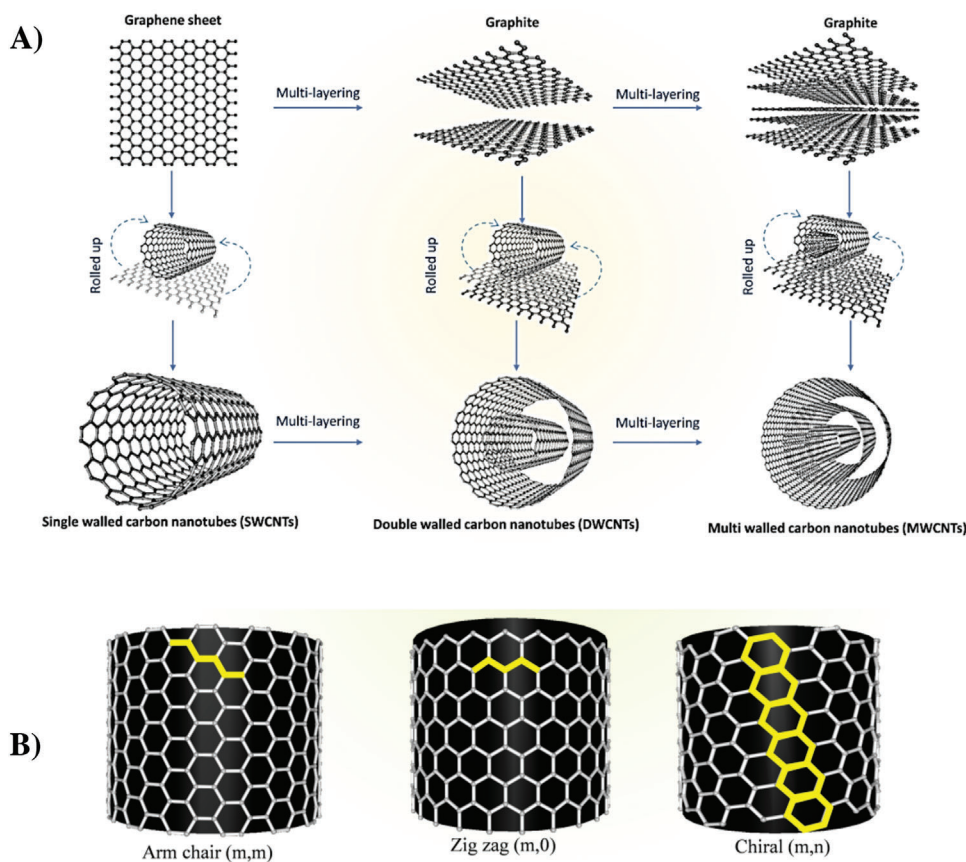 A)
Graphene sheet
Graphite
Graphite
Multi-layering
Multi-layering
Rolled up
Rolled up
Rolled up
Multi-layering
Multi-layering
Single walled carbon nanotubes (SWCNTs)
Double walled carbon nanotubes (DWCNTs)
Multi walled carbon nanotubes (MWCNTs)
B)
Arm chair (m,m)
Zig zag (m,0)
Chiral (m,n)